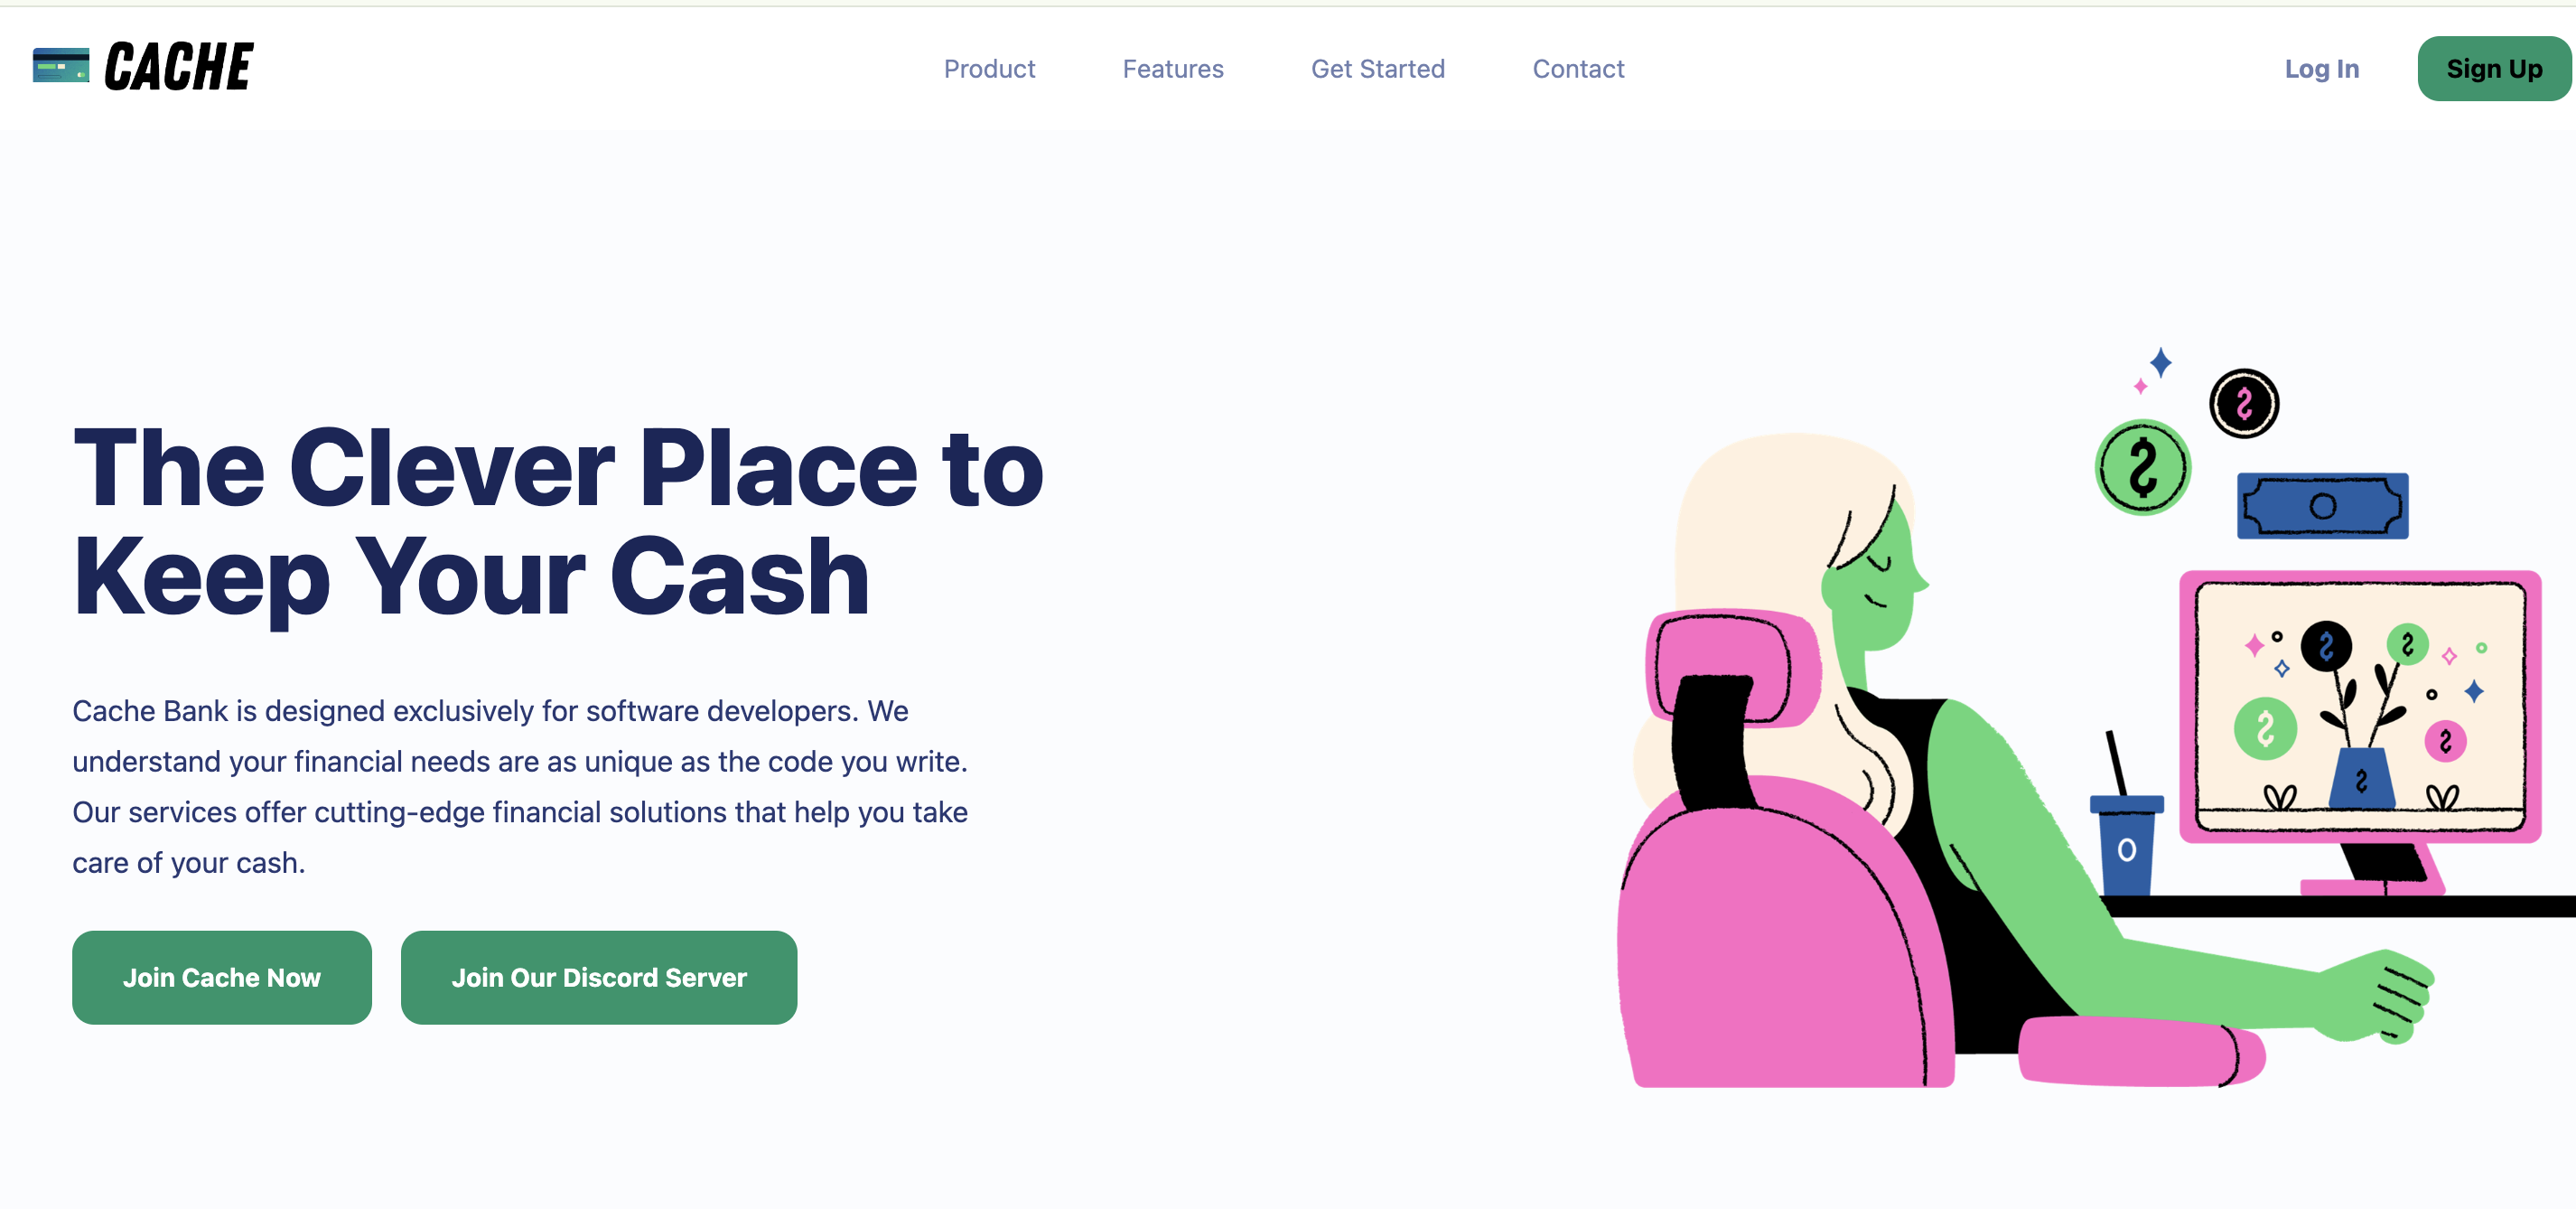 CACHE
Product
Features
Get Started
Contact
Log In
Sign Up
The Clever Place to
Keep Your Cash
Cache Bank is designed exclusively for software developers. We
understand your financial needs are as unique as the code you write.
Our services offer cutting-edge financial solutions that help you take
care of your cash.
Join Cache Now
Join Our Discord Server